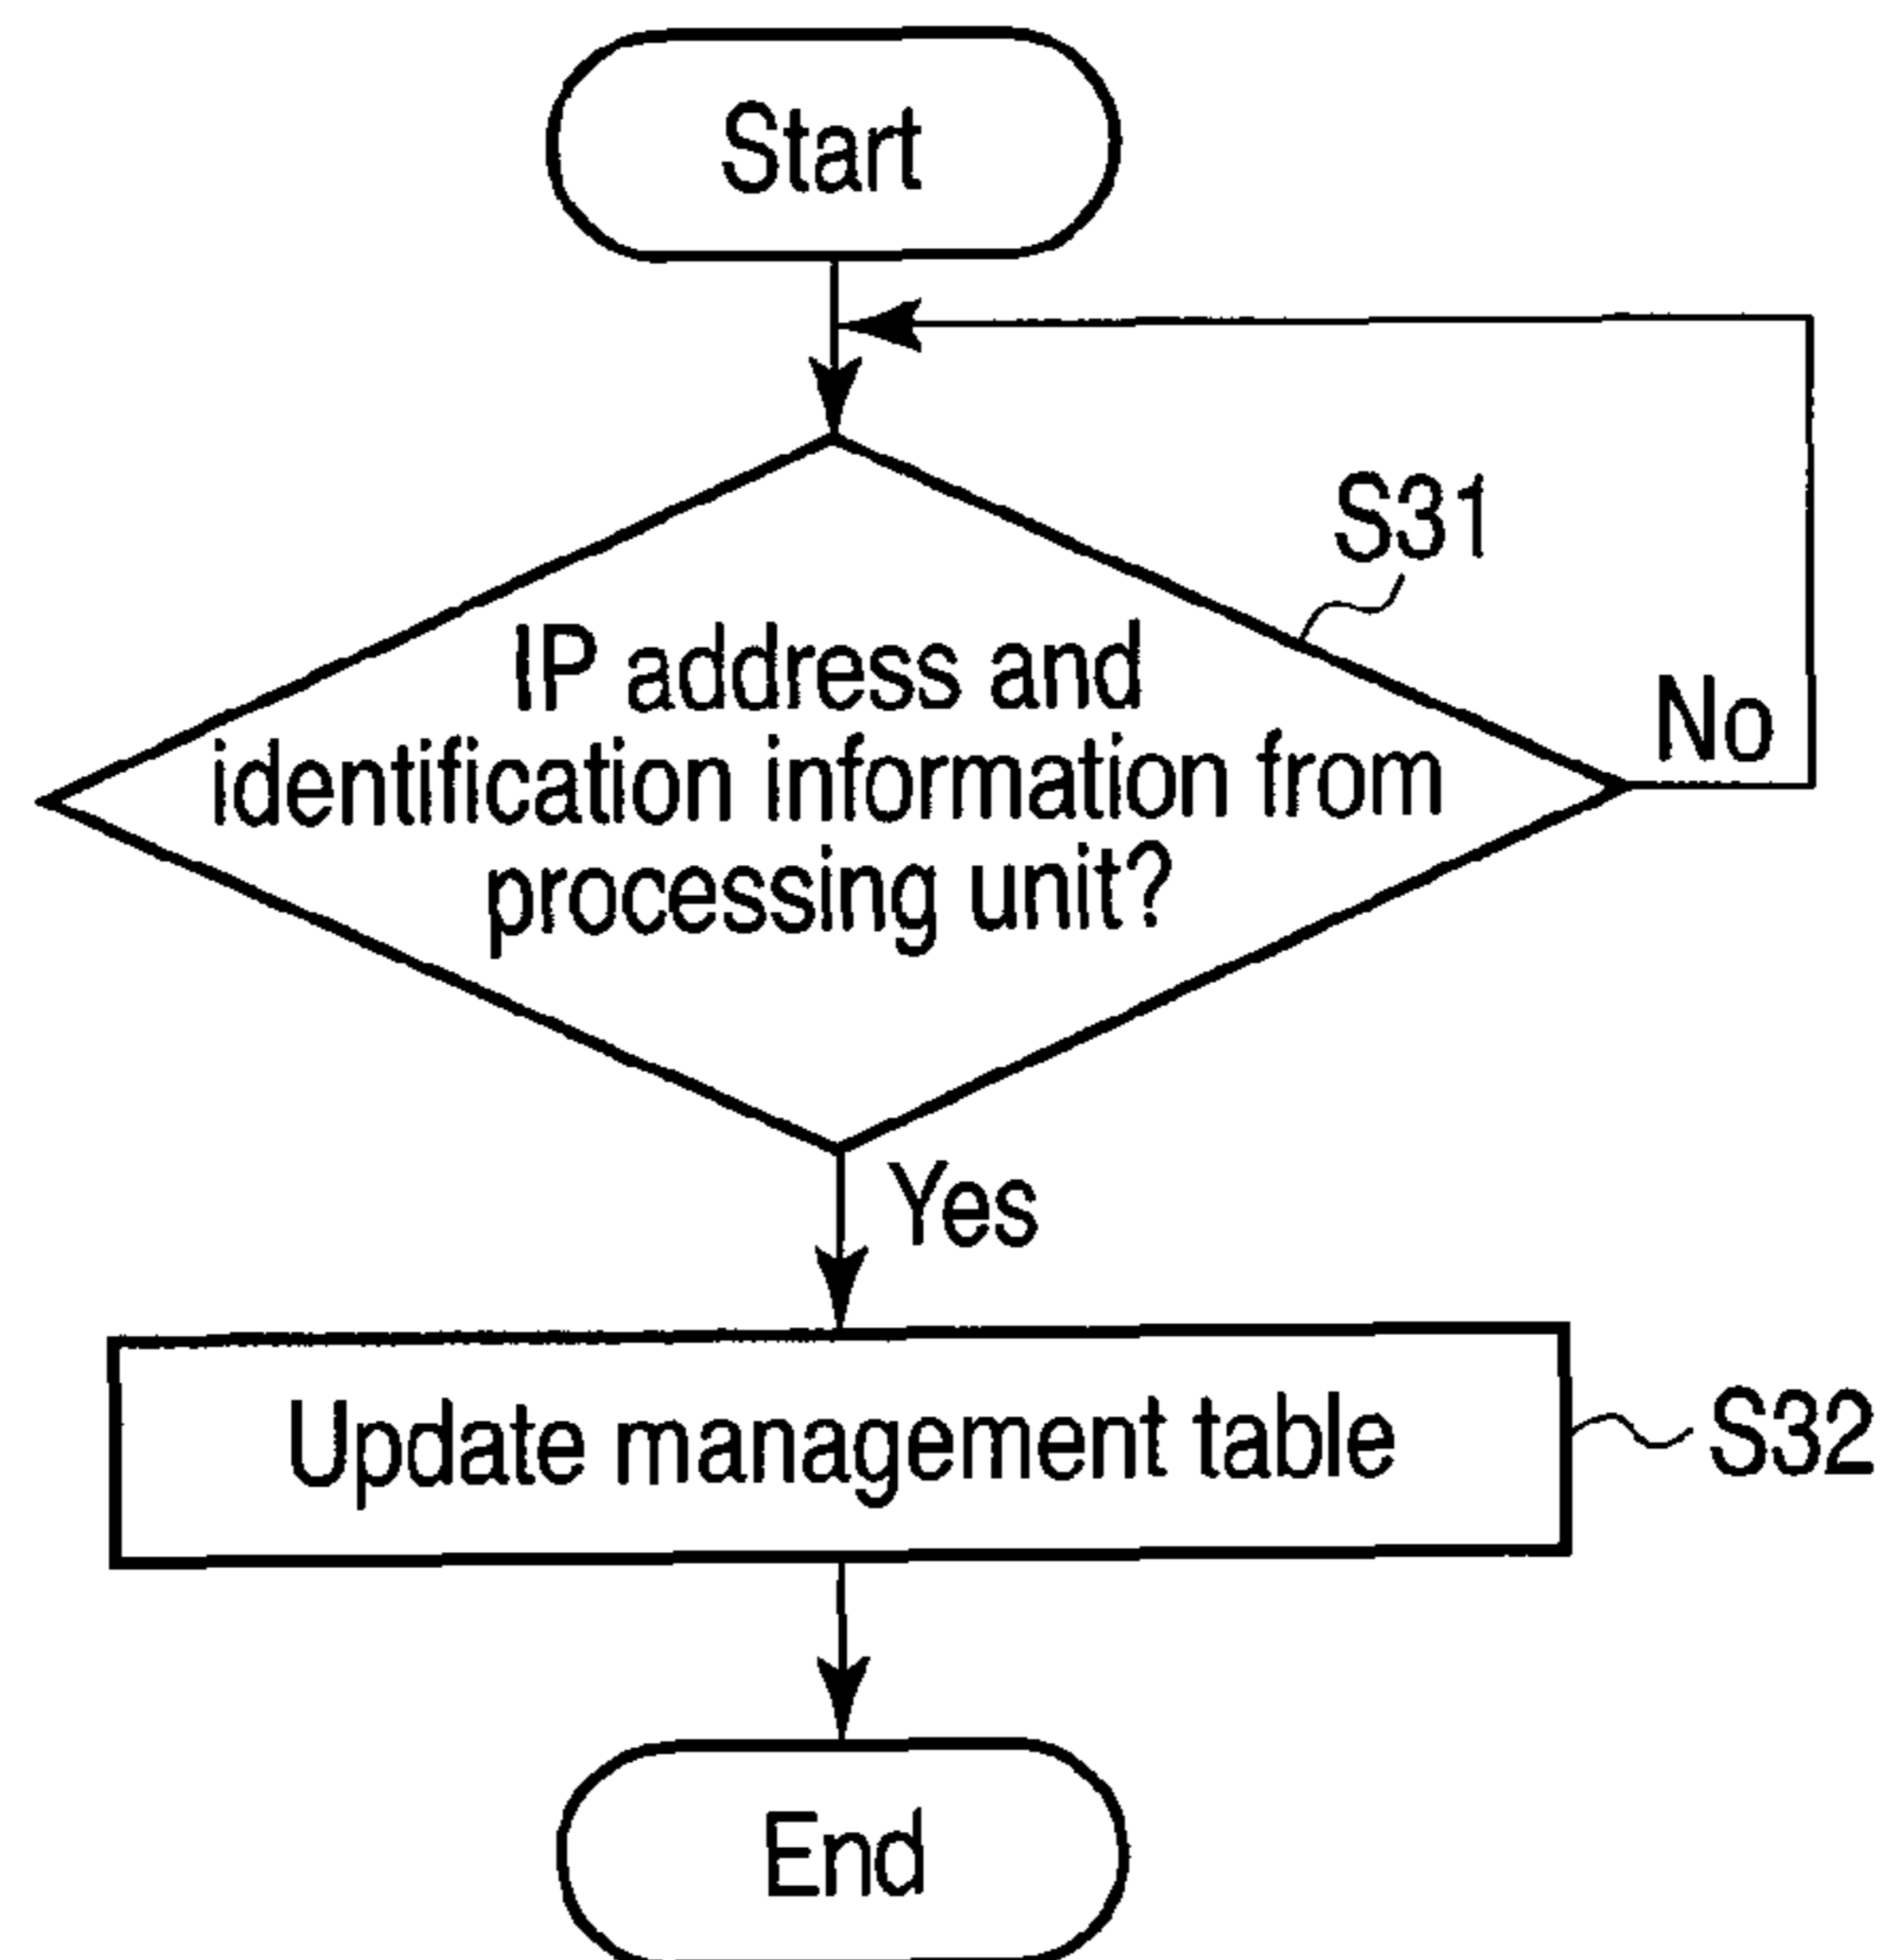 Start
S31
IP address and
identification information from
processing unit?
No
Yes
Update management table
S32
End